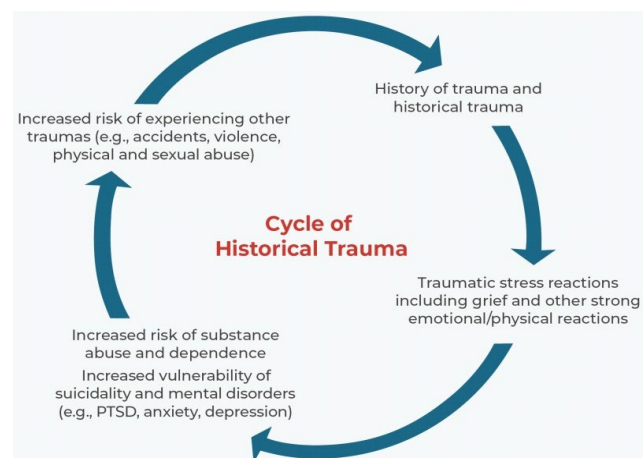 History of trauma and
historical trauma
Traumatic stress reactions
including grief and other strong
emotional/physical reactions
Increased risk of substance
abuse and dependence
Increased vulnerability of
suicidality and mental disorders
(e.g., PTSD, anxiety, depression)
Increased risk of experiencing other
traumas (e.g., accidents, violence,
physical and sexual abuse)
Cycle of
Historical Trauma